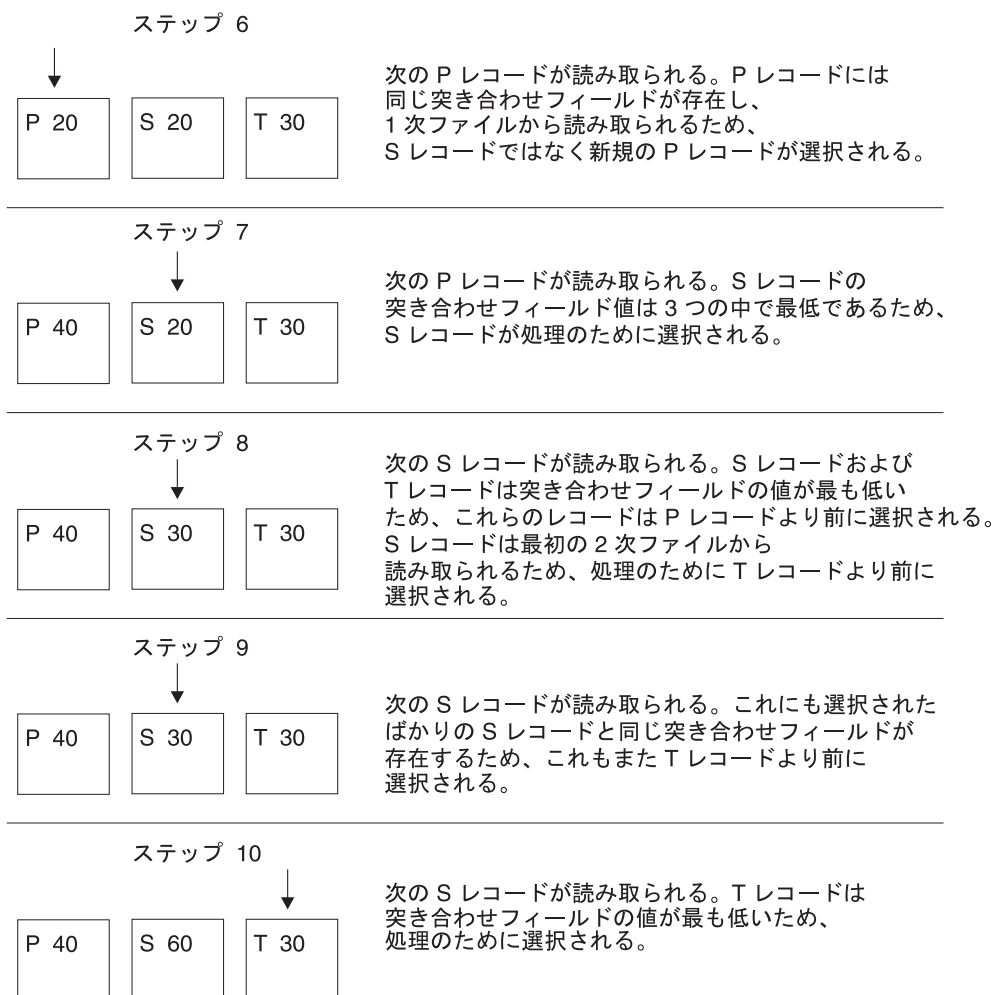 ステップ 6
P 20
S 20
T 30
次の P レコードが読み取られる。P レコードには
同じ突き合わせフィールドが存在し、
1 次ファイルから読み取られるため、
S レコードではなく新規の P レコードが選択される。
ステップ 7
P 40
S 20
T 30
次の P レコードが読み取られる。S レコードの
突き合わせフィールド値は 3 つの中で最低であるため、
S レコードが処理のために選択される。
ステップ 8
P 40
S 30
T 30
次の S レコードが読み取られる。S レコードおよび
T レコードは突き合わせフィールドの値が最も低い
ため、これらのレコードは P レコードより前に選択される。
S レコードは最初の 2 次ファイルから
読み取られるため、処理のために T レコードより前に
選択される。
ステップ 9
P 40
S 30
T 30
次の S レコードが読み取られる。これにも選択された
ばかりの S レコードと同じ突き合わせフィールドが
存在するため、これもまた T レコードより前に
選択される。
ステップ 10
P 40
S 60
T 30
次の S レコードが読み取られる。T レコードは
突き合わせフィールドの値が最も低いため、
処理のために選択される。